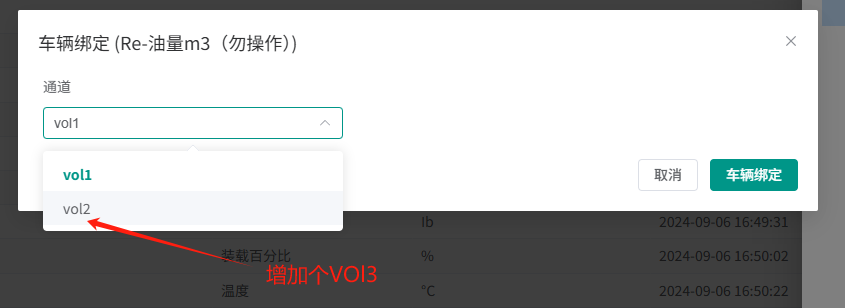 车辆绑定 (Re-油量m3（勿操作）)
通道
vol1
vol1
vol2
取消
车辆绑定
lb
2024-09-06 16:49:31
装载百分比
%
2024-09-06 16:50:02
增加个VOl3
温度
°C
2024-09-06 16:50:22